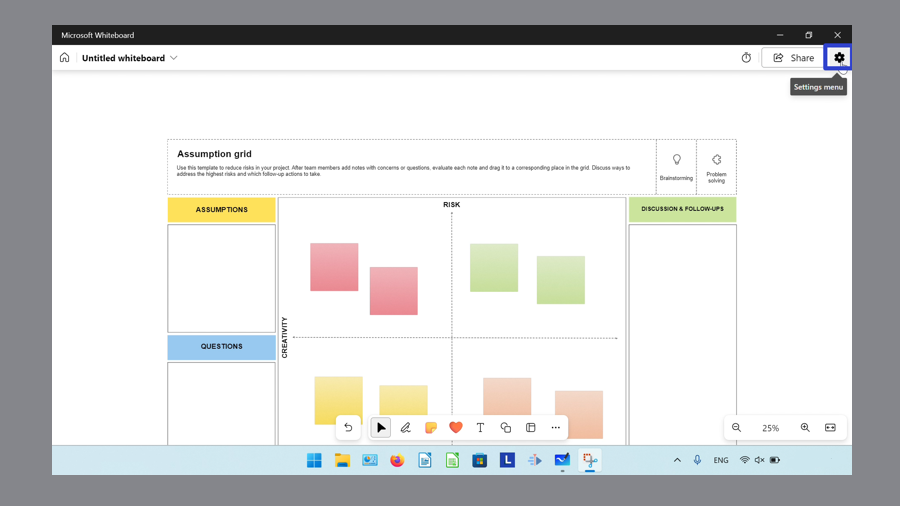 Microsoft Whiteboard
Untitled whiteboard
Share
Settings menu
Assumption grid
Use this template to reduce risks in your project. After team members add notes with concerns or questions, evaluate each note and drag it to a corresponding place in the grid. Discuss ways to
address the highest risks and which follow-up actions to take.
Brainstorming
Problem
solving
ASSUMPTIONS
RISK
DISCUSSION & FOLLOW-UPS
CREATIVITY
QUESTIONS
T
25%
L
ENG